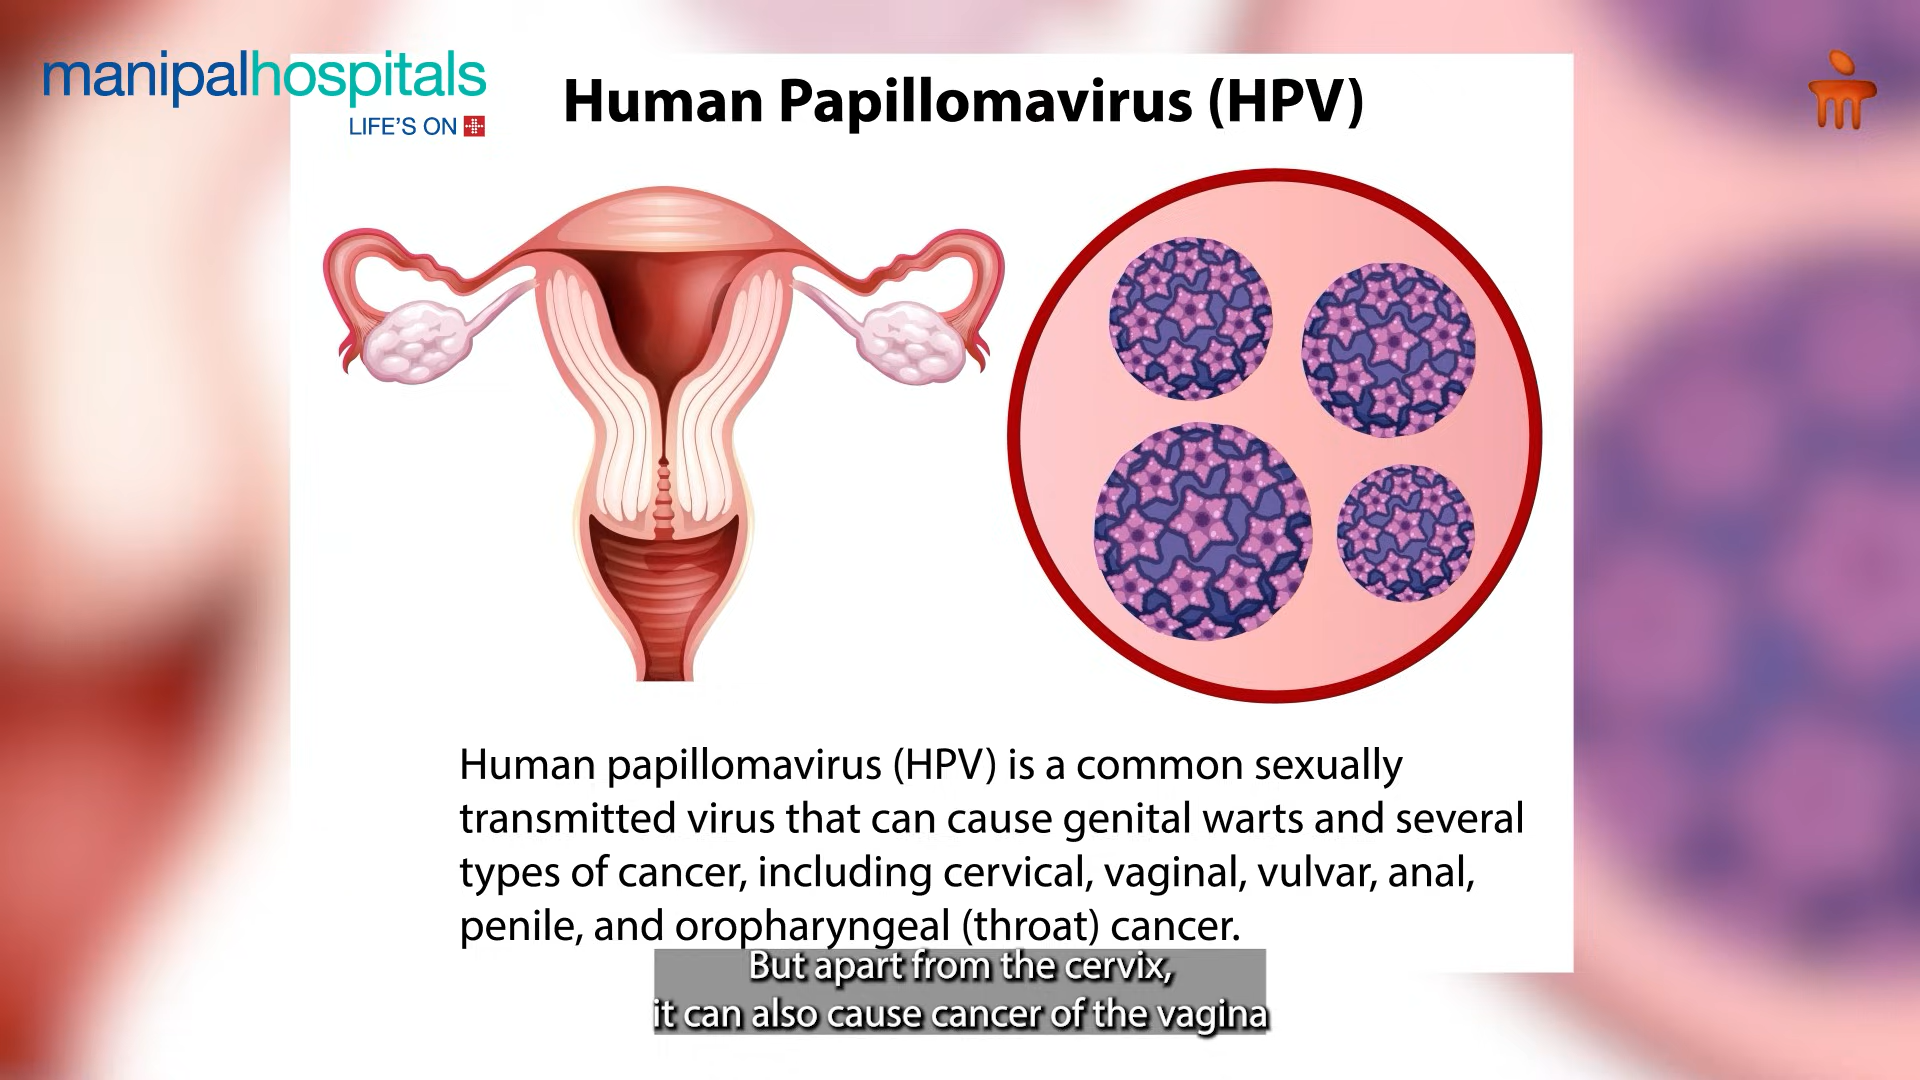 manipalhospitals
LIFE'S ON
Human Papillomavirus (HPV)
Human papillomavirus (HPV) is a common sexually
transmitted virus that can cause genital warts and several
types of cancer, including cervical, vaginal, vulvar, anal,
penile, and oropharyngeal (throat) cancer.
But apart from the cervix,
it can also cause cancer of the vagina